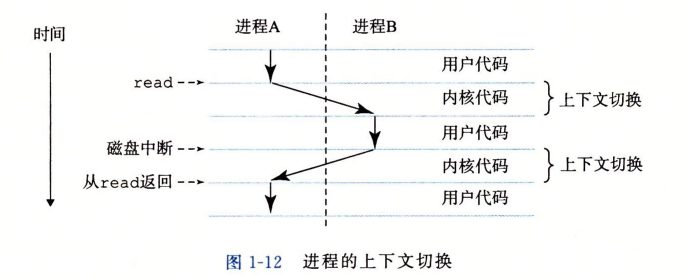 时间
进程A
进程B
用户代码
read
内核代码
上下文切换
用户代码
磁盘中断
内核代码
上下文切换
从read返回
用户代码
图 1-12 进程的上下文切换